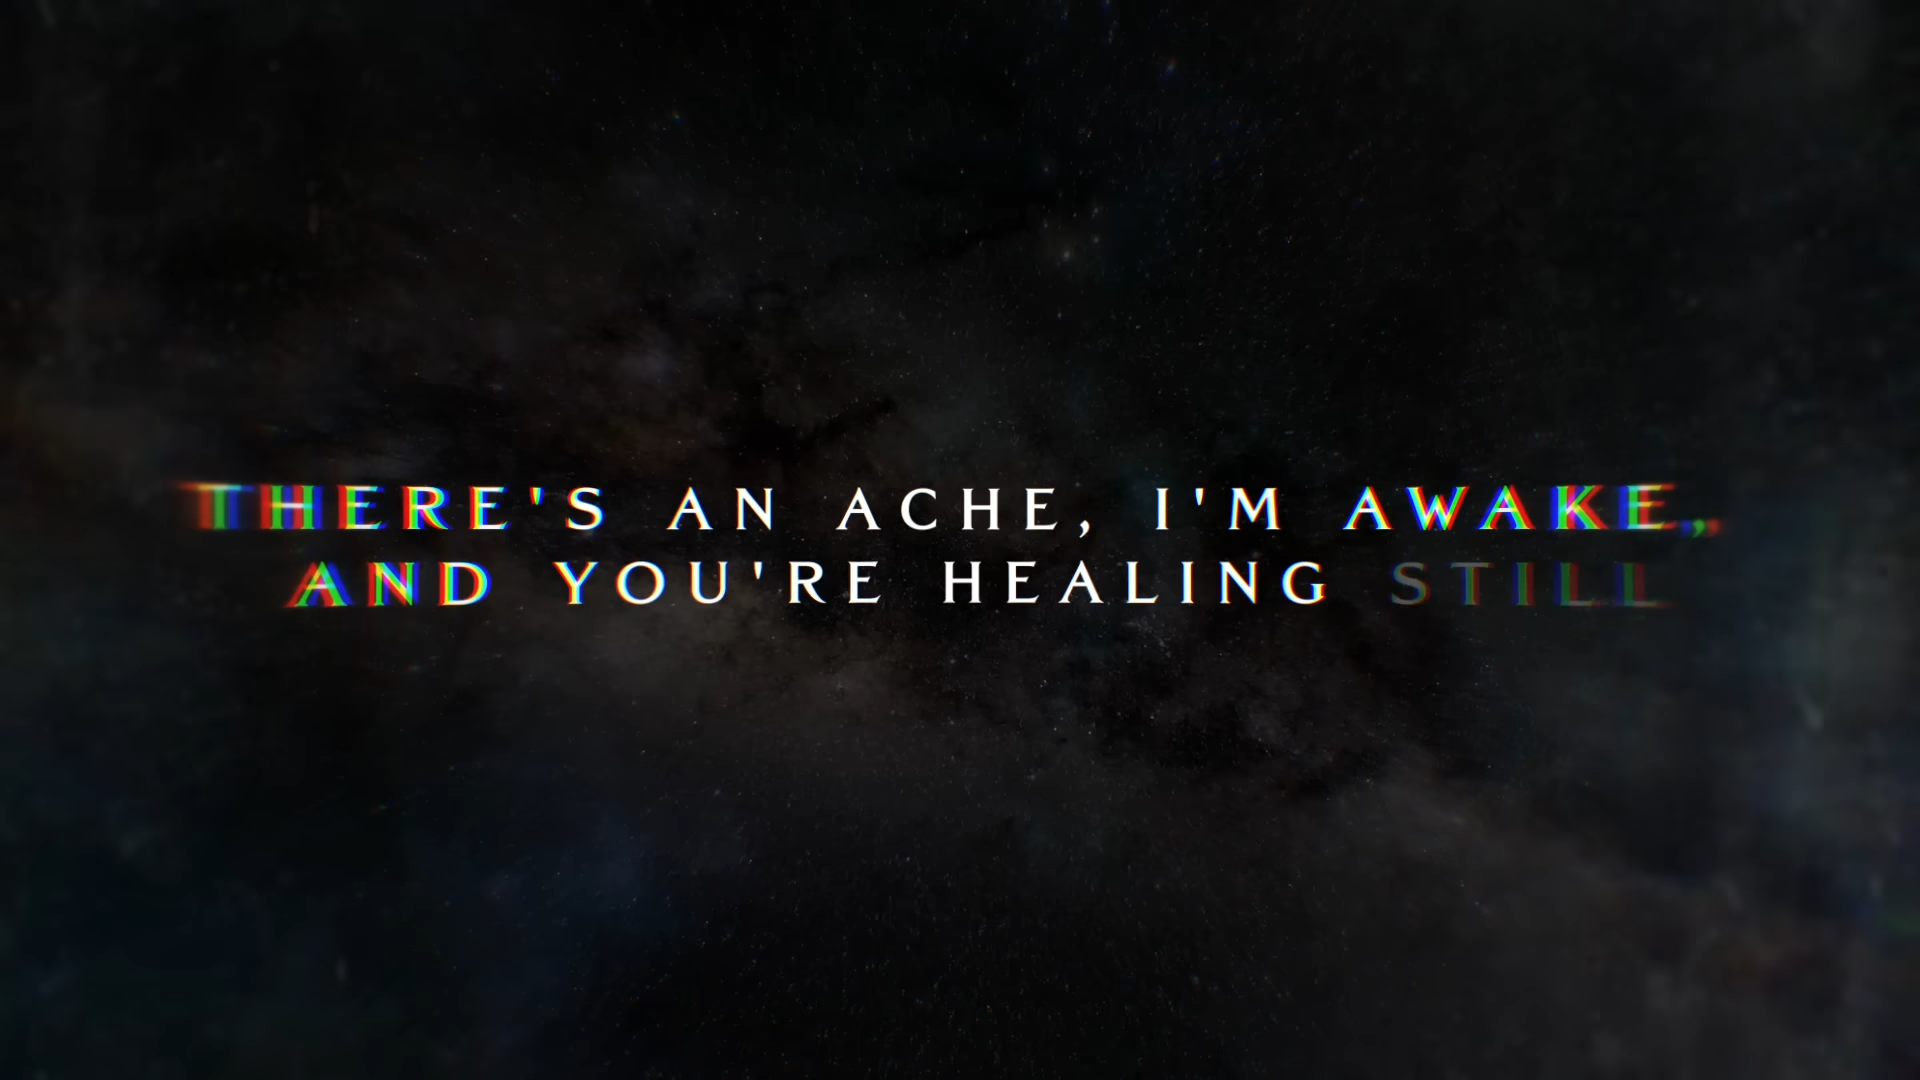 THERE'S AN ACHE, I'M AWAKE,
AND YOU'RE HEALING STILL